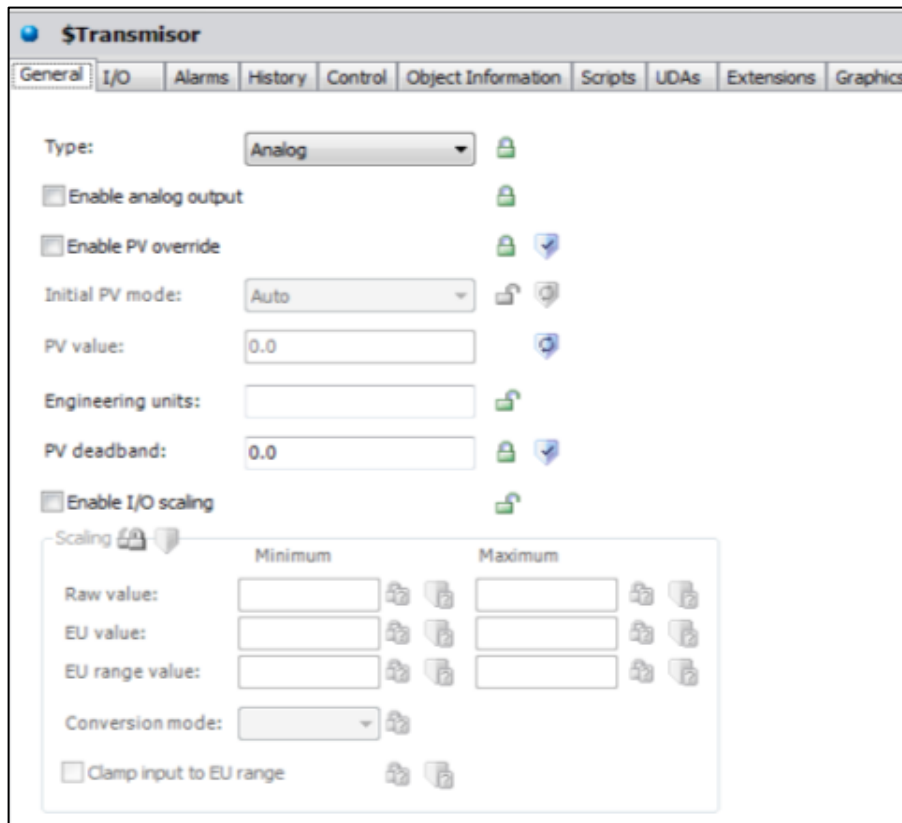 $Transmisor
General I/O Alarms History Control Object Information Scripts UDAs Extensions Graphics
Type: Analog
Enable analog output
Enable PV override
Initial PV mode: Auto
PV value: 0.0
Engineering units:
PV deadband: 0.0
Enable I/O scaling
Scaling
Minimum Maximum
Raw value:
EU value:
EU range value:
Conversion mode:
Clamp input to EU range